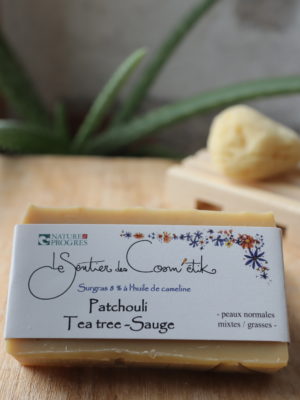 NATURE &
PROGRES
Le Sentier des Cosm'étik
Surgras 8 % à l'huile de cameline
Patchouli
Tea tree -Sauge
- peaux normales
mixtes / grasses -